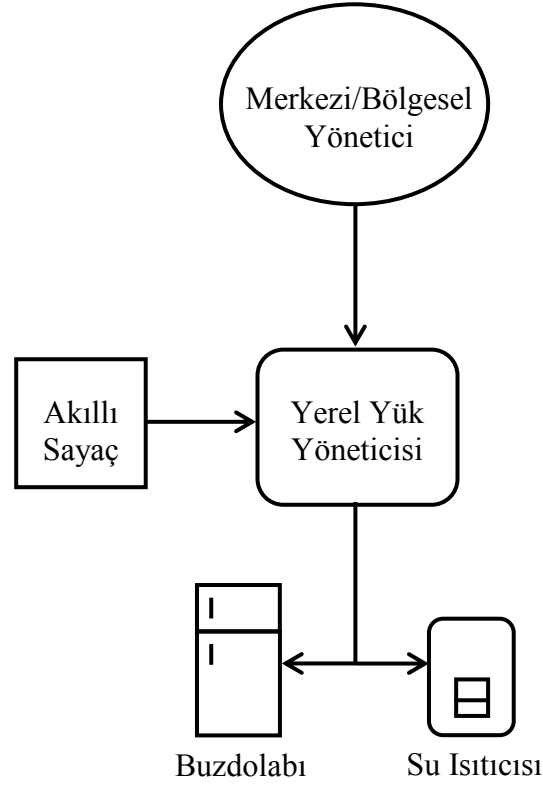 Merkezi/Bölgesel
Yönetici
Akıllı
Sayaç
Yerel Yük
Yöneticisi
Buzdolabı
Su Isıtıcısı